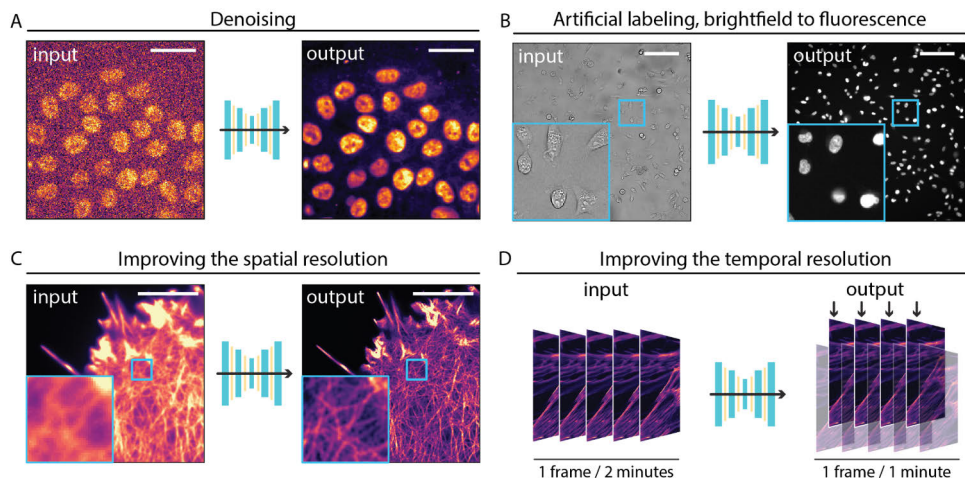 A
Denoising
input
output
B
Artificial labeling, brightfield to fluorescence
input
output
C
Improving the spatial resolution
input
output
D
Improving the temporal resolution
input
output
1 frame / 2 minutes
1 frame / 1 minute